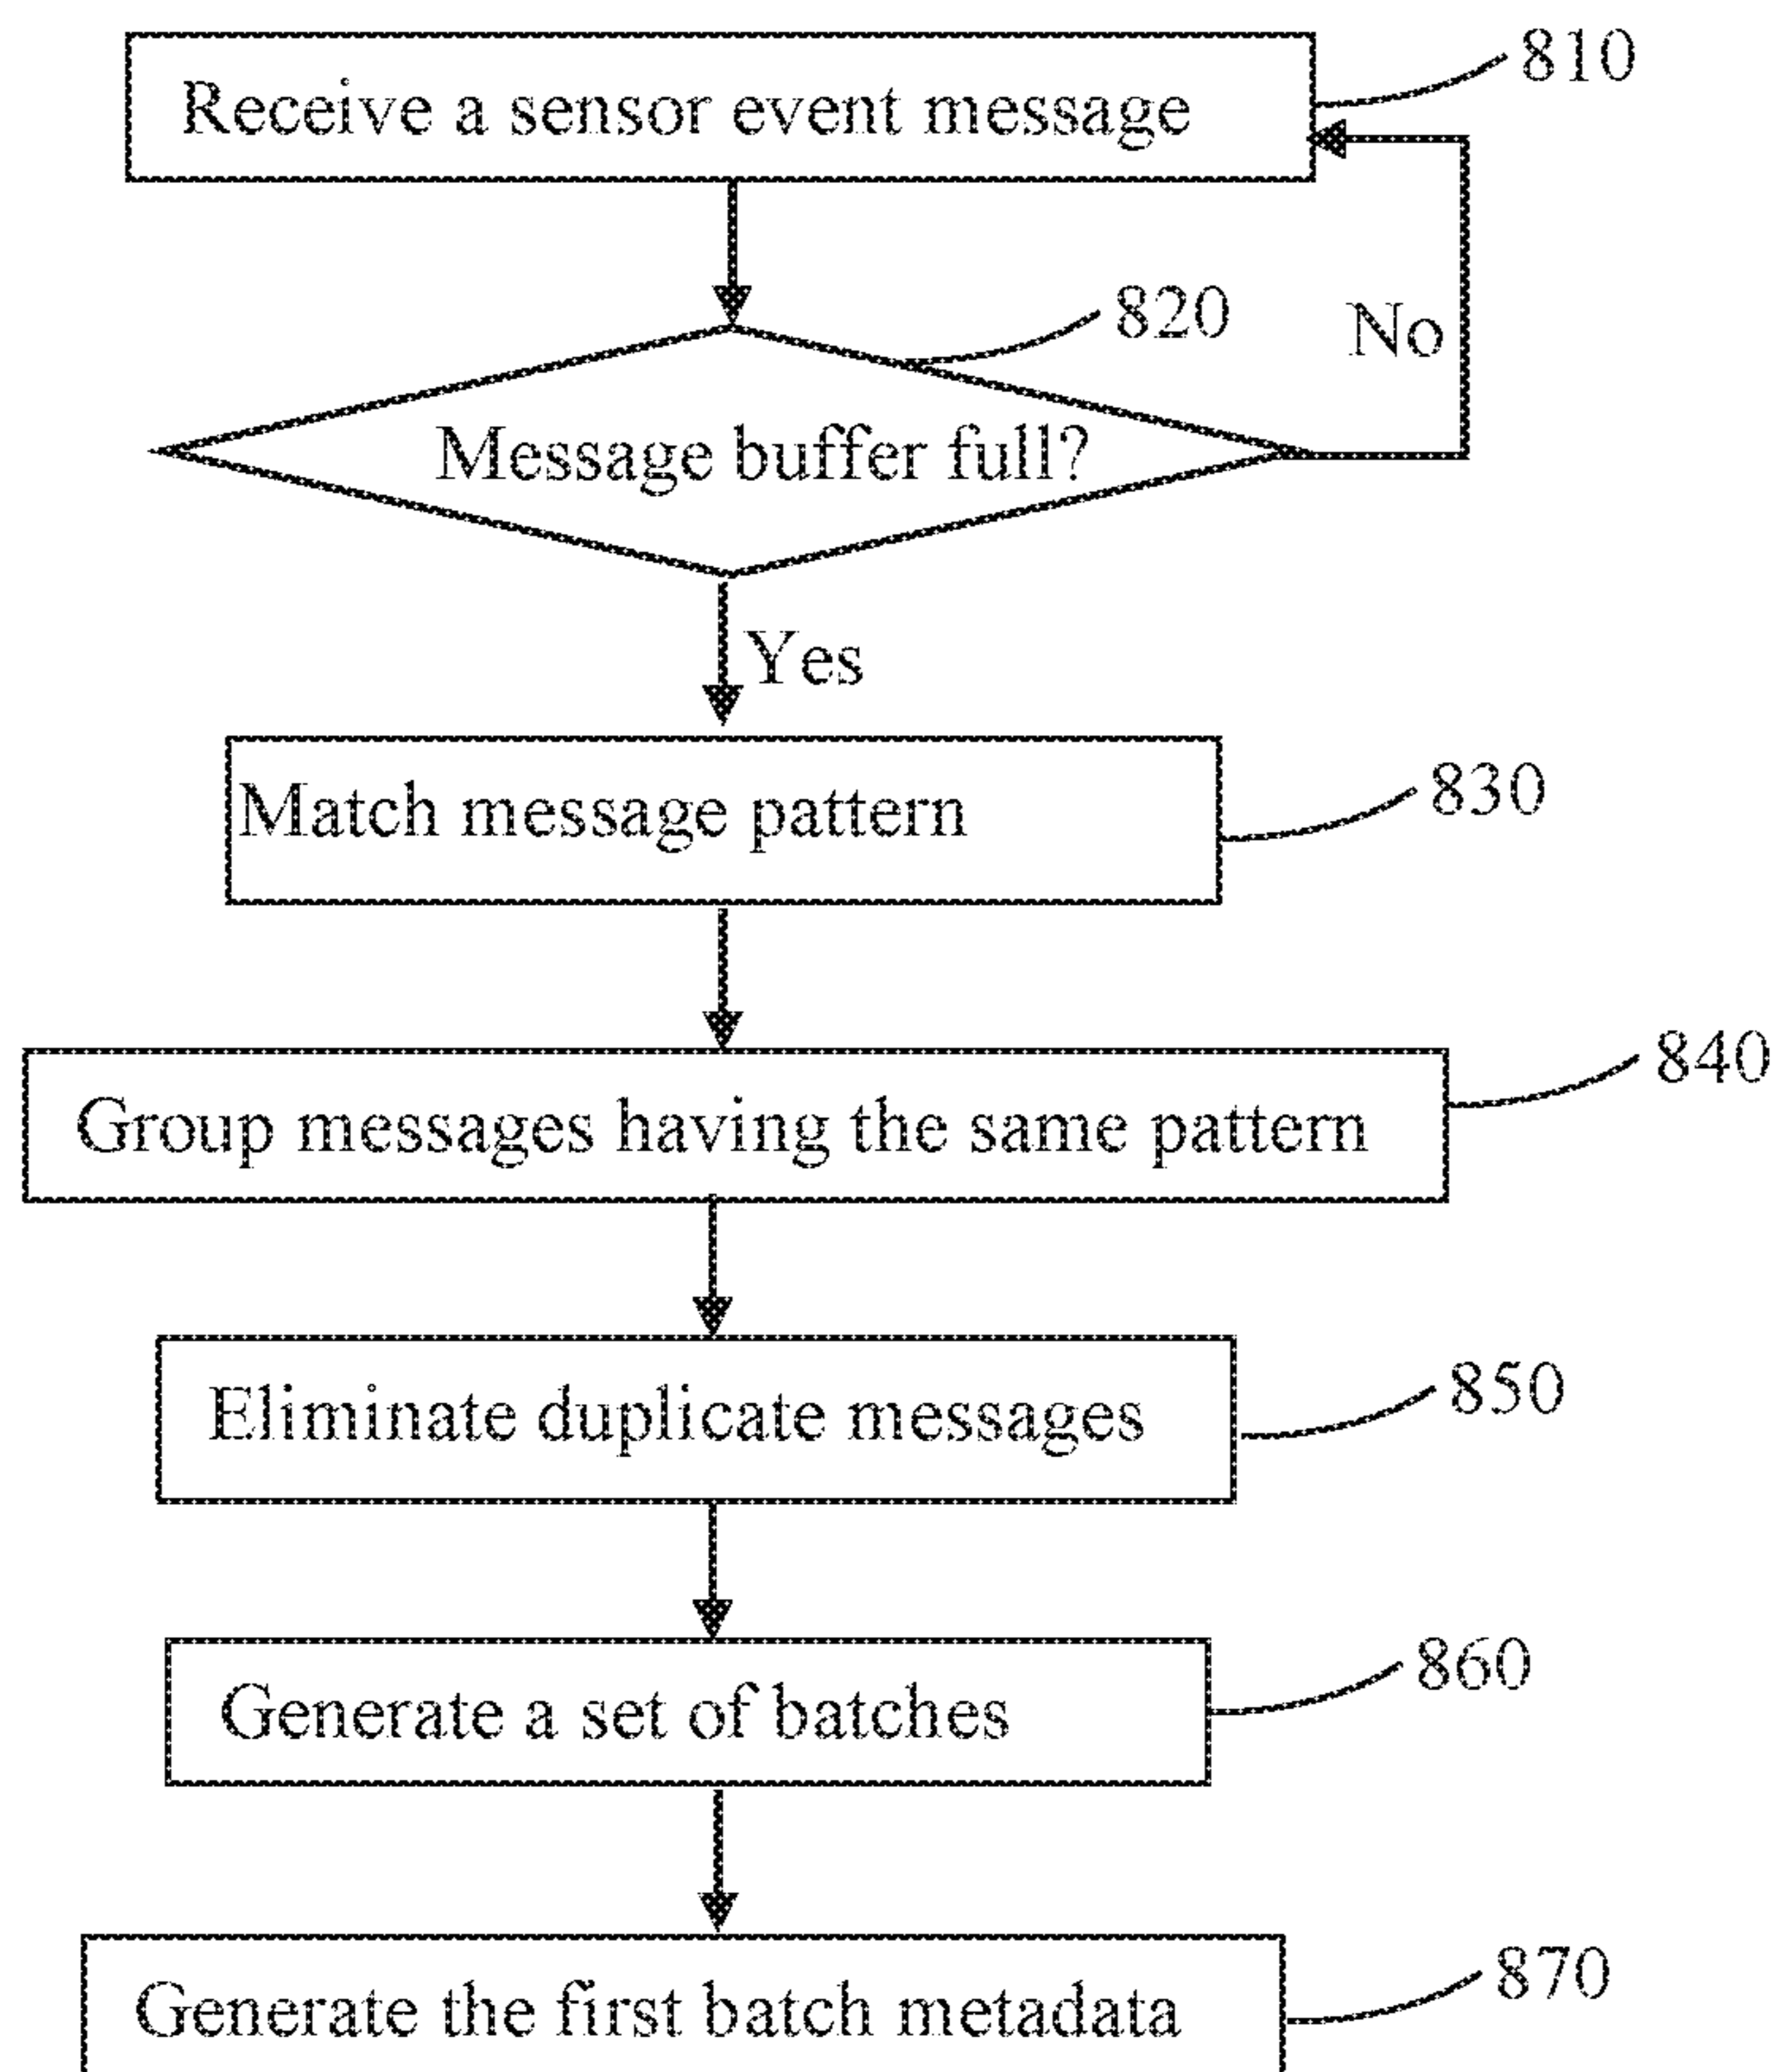 Receive a sensor event message
810
Message buffer full?
820
No
Yes
Match message pattern
830
Group messages having the same pattern
840
Eliminate duplicate messages
850
Generate a set of batches
860
Generate the first batch metadata
870